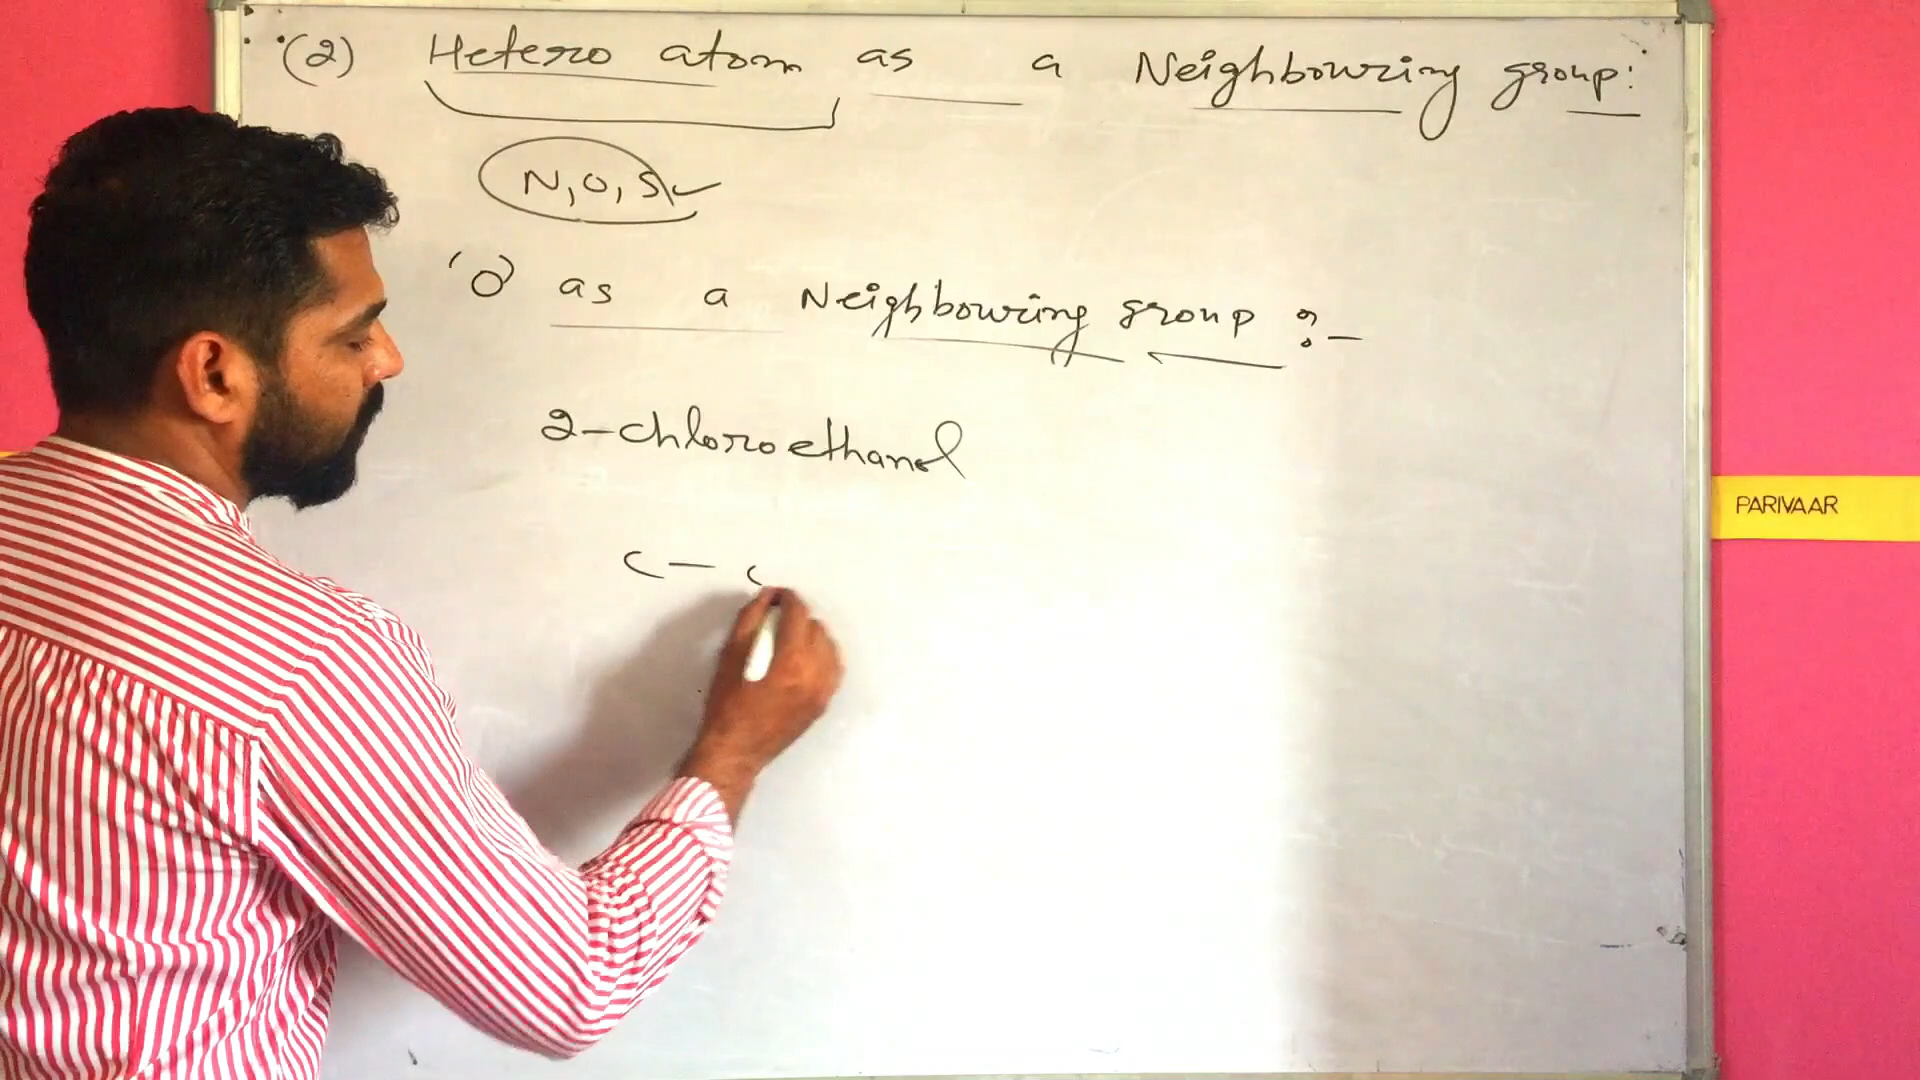 (2) Hetero atom as a Neighbouring group:
N, O, S
'O' as a Neighbouring group :-
2-chloroethanol
C - C
PARIVAAR